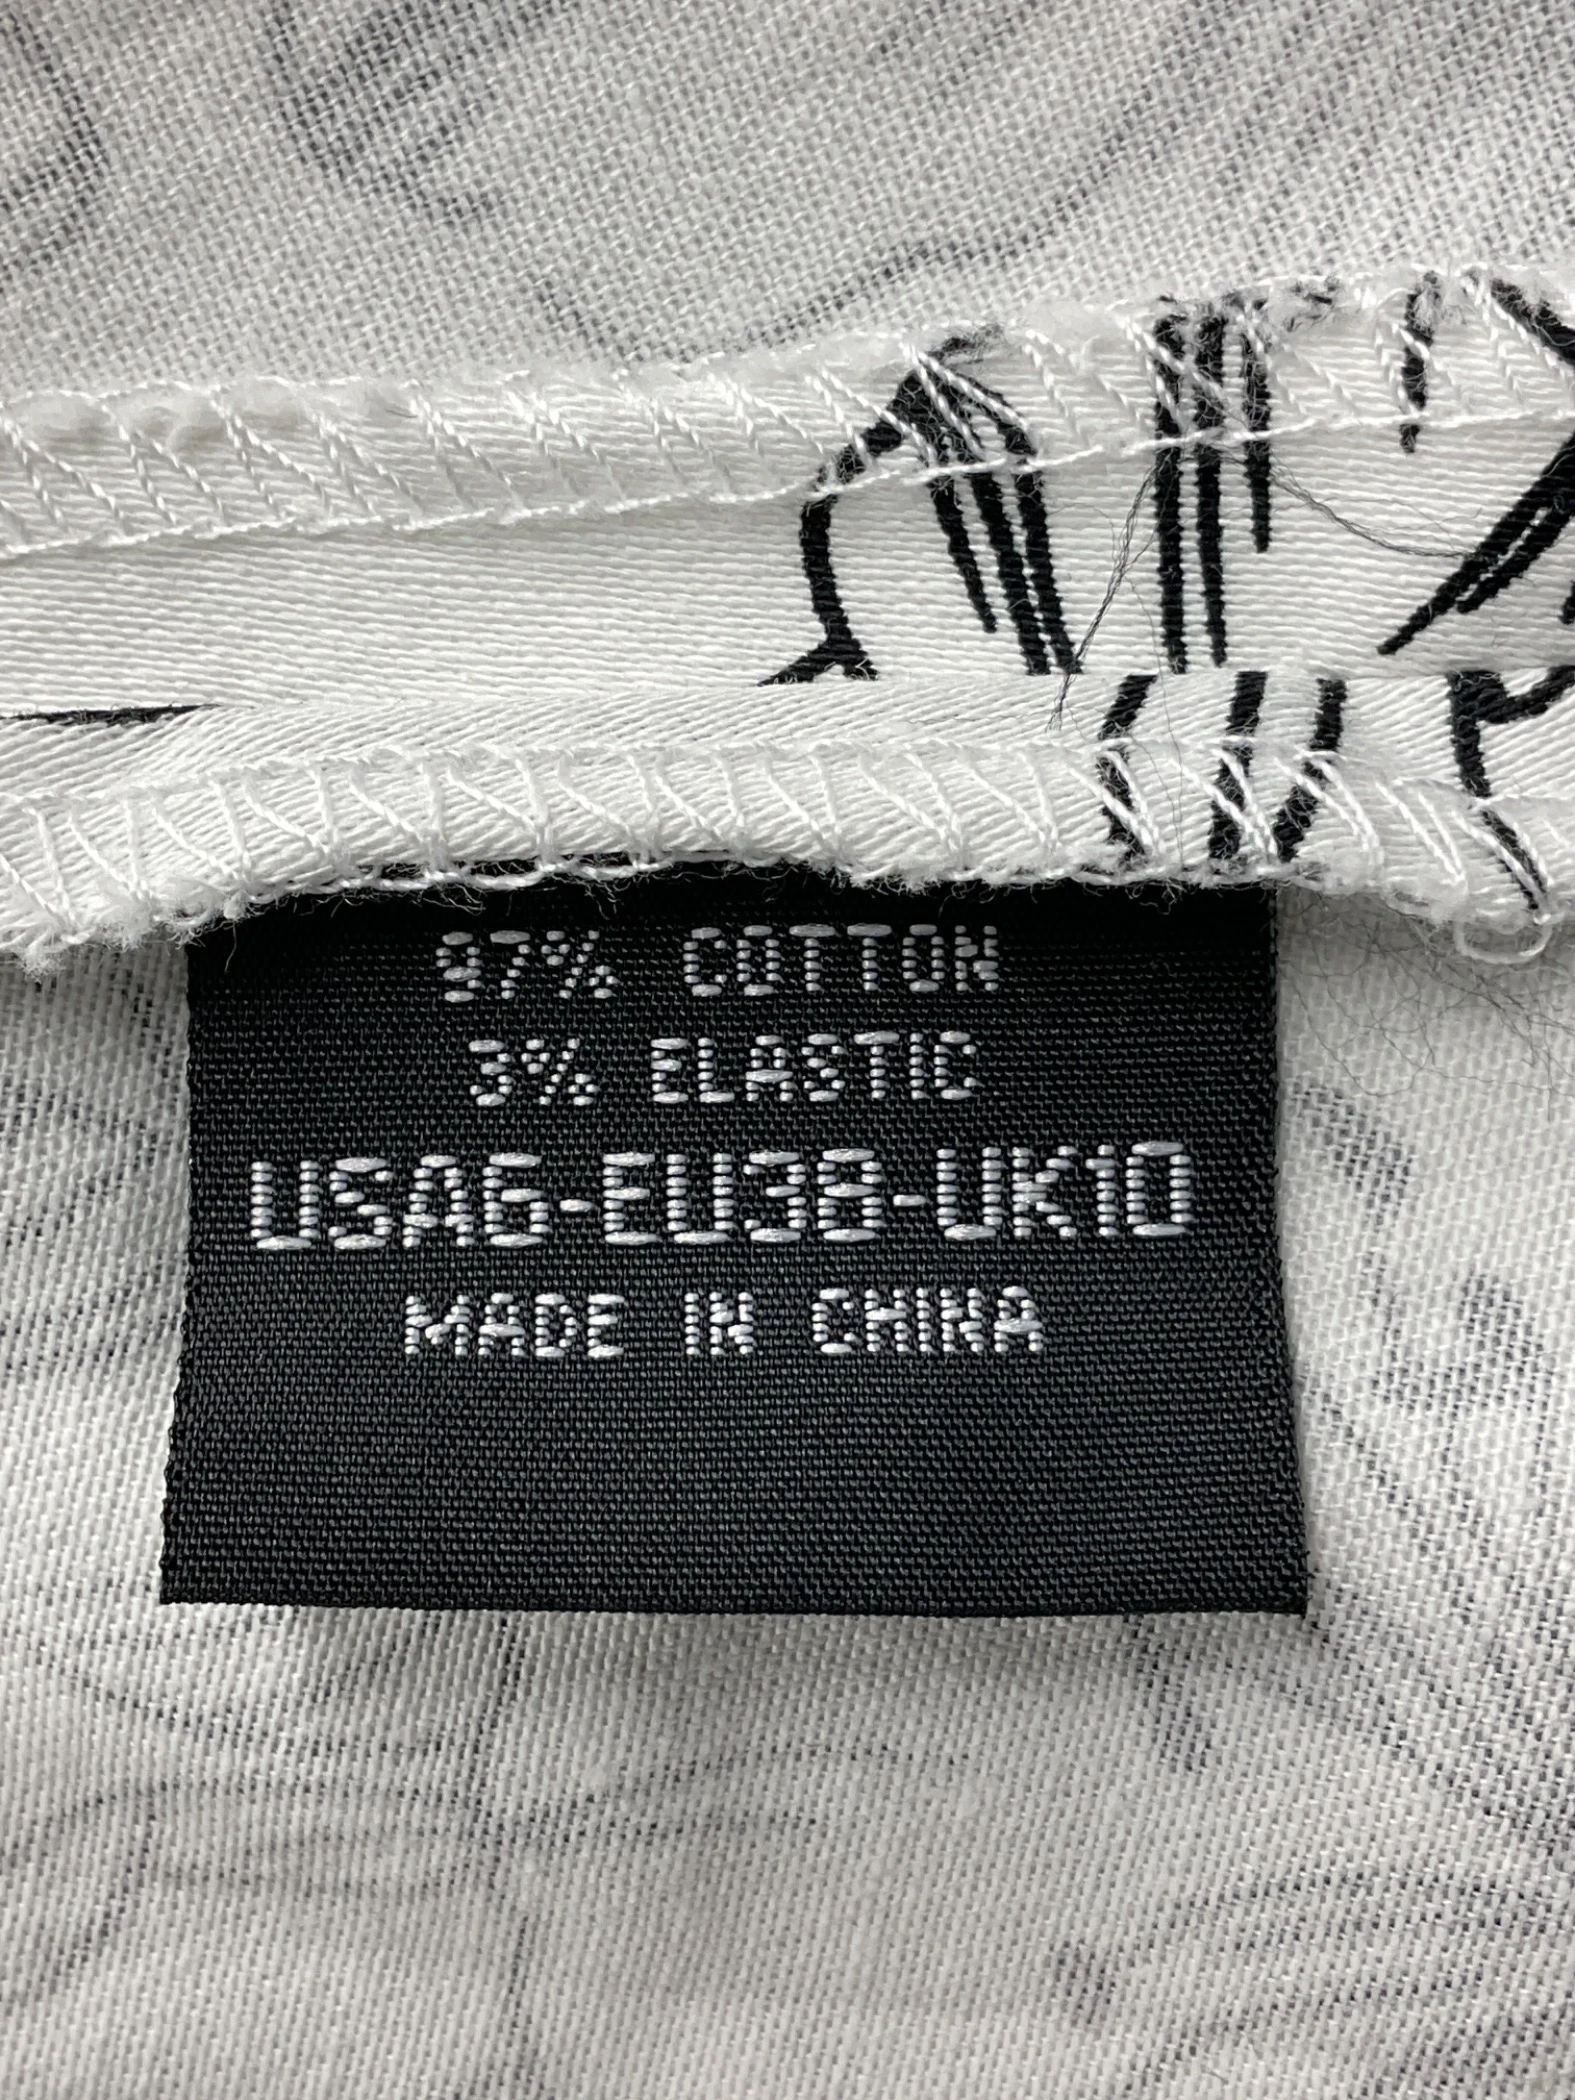 97% COTTON
3% ELASTIC
USA6-EU38-UK10
MADE IN CHINA